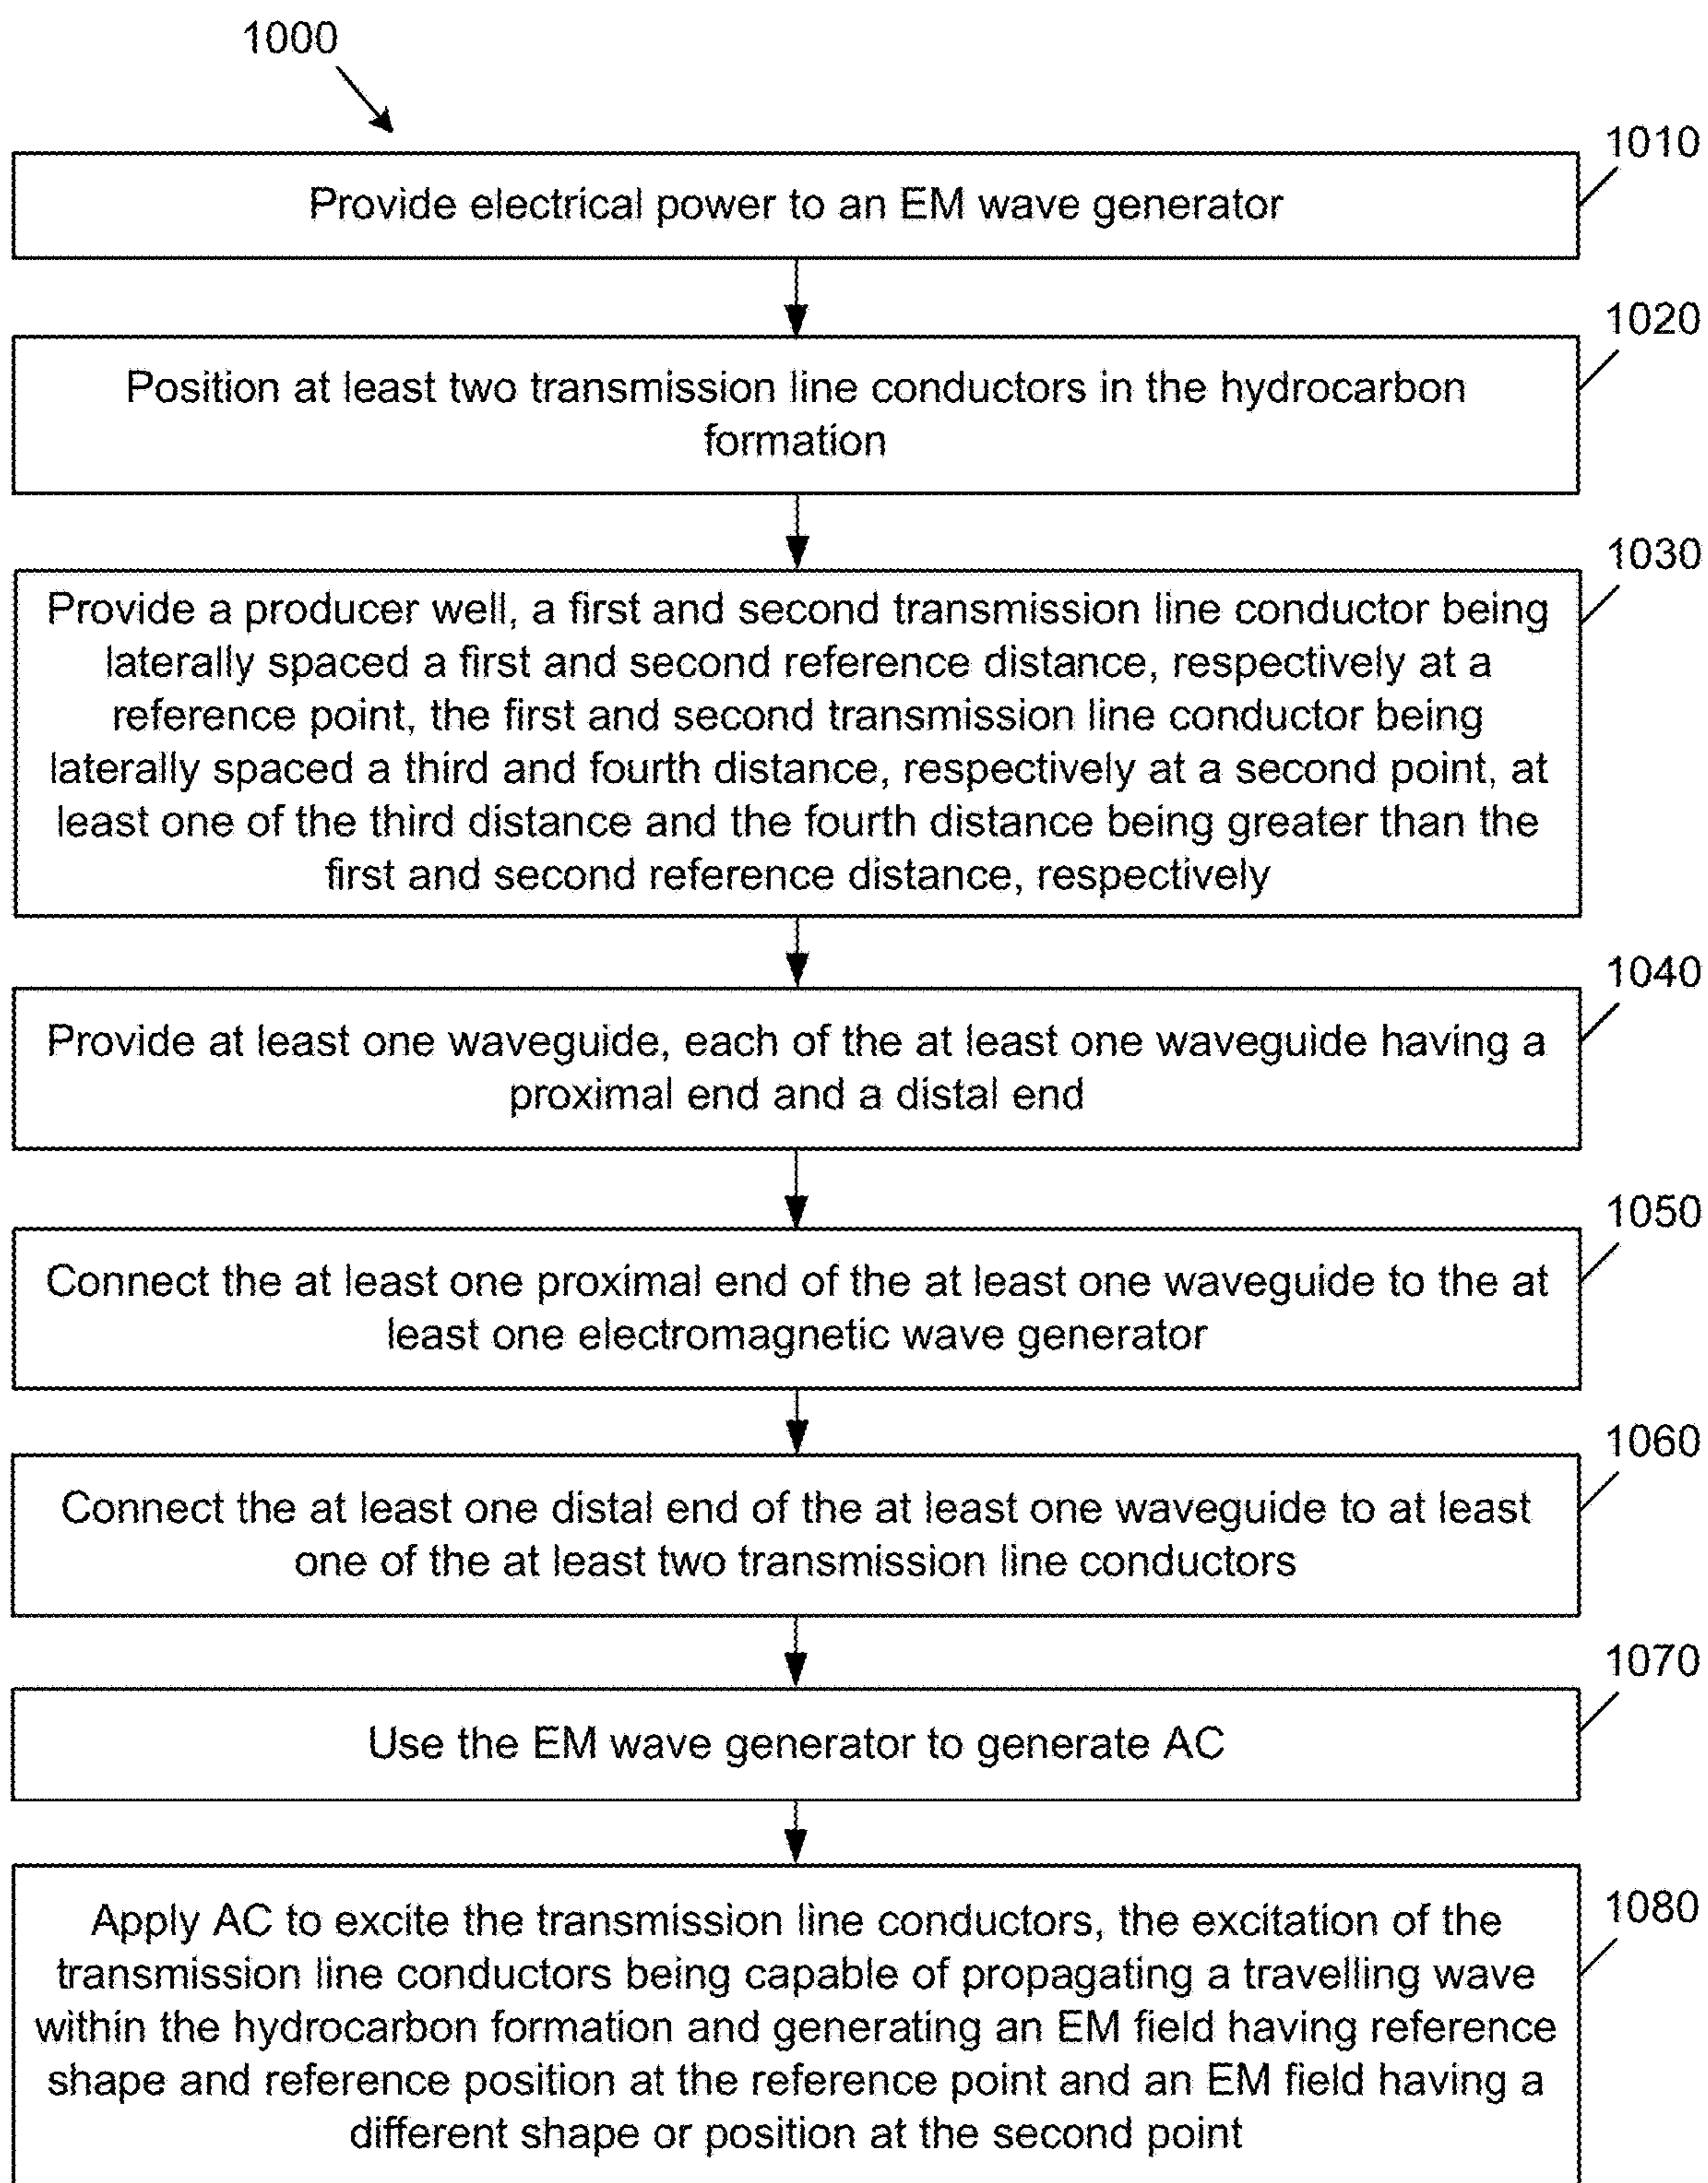 1000
1010
Provide electrical power to an EM wave generator
1020
Position at least two transmission line conductors in the hydrocarbon
formation
1030
Provide a producer well, a first and second transmission line conductor being
laterally spaced a first and second reference distance, respectively at a
reference point, the first and second transmission line conductor being
laterally spaced a third and fourth distance, respectively at a second point, at
least one of the third distance and the fourth distance being greater than the
first and second reference distance, respectively
1040
Provide at least one waveguide, each of the at least one waveguide having a
proximal end and a distal end
1050
Connect the at least one proximal end of the at least one waveguide to the at
least one electromagnetic wave generator
1060
Connect the at least one distal end of the at least one waveguide to at least
one of the at least two transmission line conductors
1070
Use the EM wave generator to generate AC
1080
Apply AC to excite the transmission line conductors, the excitation of the
transmission line conductors being capable of propagating a travelling wave
within the hydrocarbon formation and generating an EM field having reference
shape and reference position at the reference point and an EM field having a
different shape or position at the second point